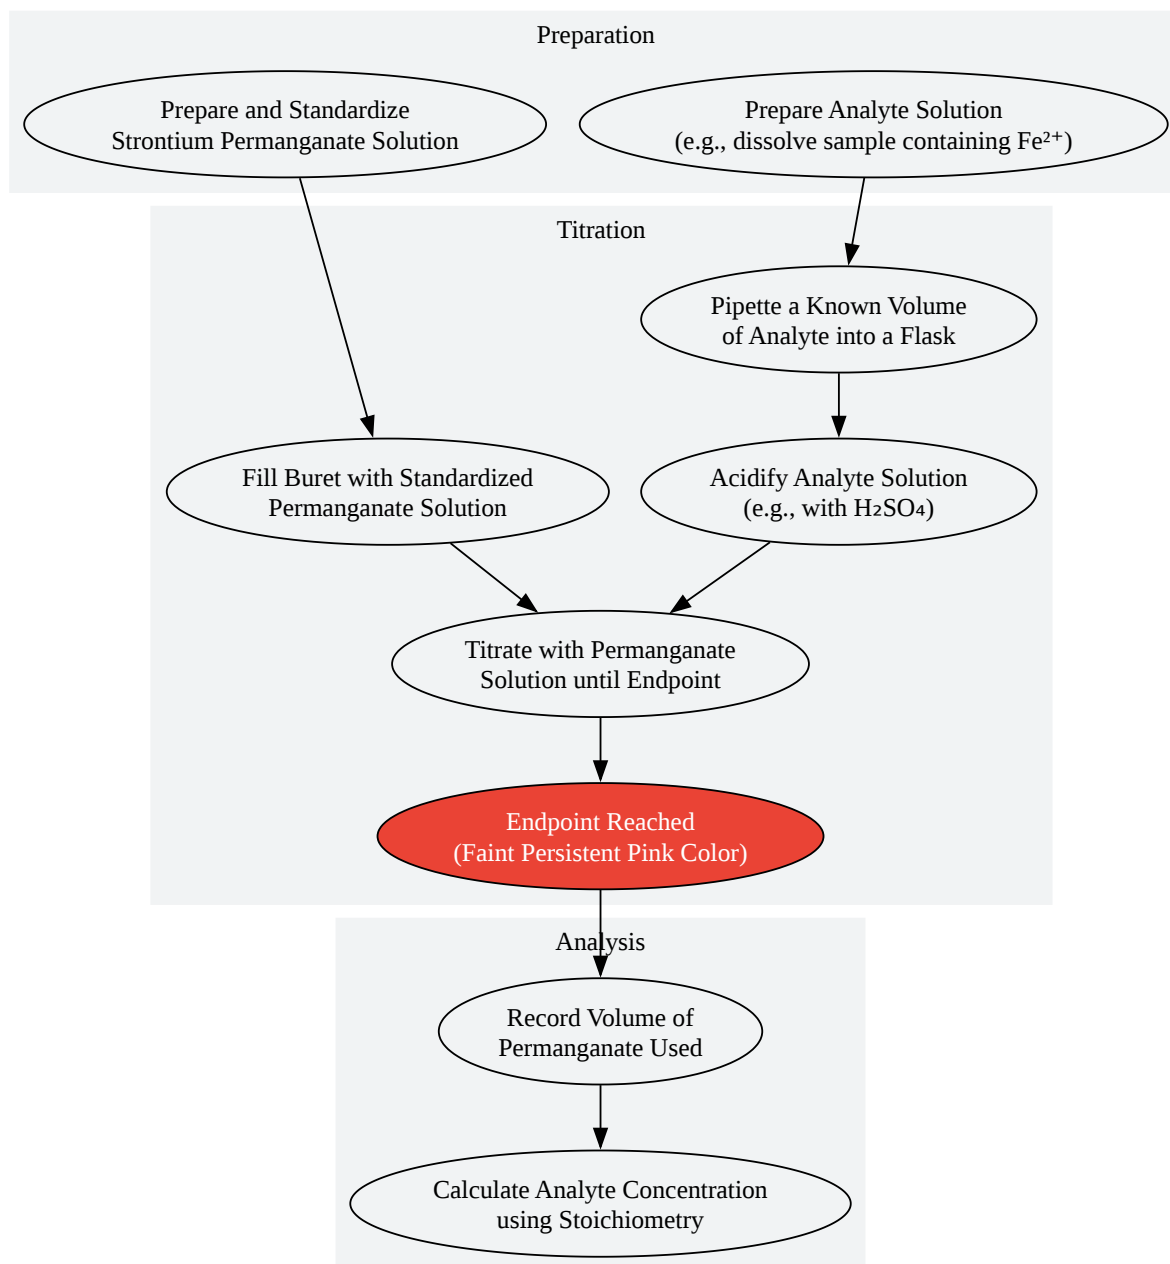 Preparation
Prepare and Standardize
Strontium Permanganate Solution
Prepare Analyte Solution
(e.g., dissolve sample containing Fe²⁺)
Titration
Pipette a Known Volume
of Analyte into a Flask
Fill Buret with Standardized
Permanganate Solution
Acidify Analyte Solution
(e.g., with H₂SO₄)
Titrate with Permanganate
Solution until Endpoint
Endpoint Reached
(Faint Persistent Pink Color)
Analysis
Record Volume of
Permanganate Used
Calculate Analyte Concentration
using Stoichiometry